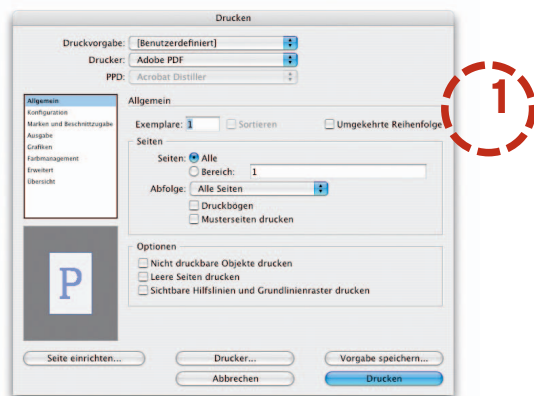 Drucken
Druckvorgabe: [Benutzerdefiniert]
Drucker: Adobe PDF
PPD: Acrobat Distiller
Allgemein
Konfiguration
Marken und Beschnittzugabe
Ausgabe
Grafiken
Farbmanagement
Erweitert
Übersicht
Allgemein
Exemplare: 1 Sortieren Umgekehrte Reihenfolge
Seiten
Seiten: Alle
Bereich: 1
Abfolge: Alle Seiten
Druckbögen
Musterseiten drucken
Optionen
Nicht druckbare Objekte drucken
Leere Seiten drucken
Sichtbare Hilfslinien und Grundlinienraster drucken
P
Seite einrichten... Drucker... Vorgabe speichern...
Abbrechen Drucken
1